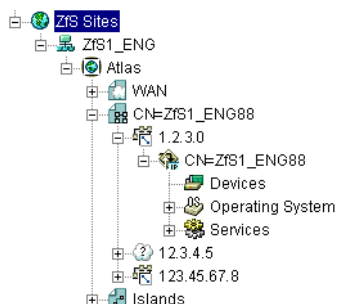 ZfS Sites
ZfS1_ENG
Atlas
WAN
CN=ZfS1_ENG88
1.2.3.0
CN=ZfS1_ENG88
Devices
Operating System
Services
12.3.4.5
123.45.67.8
Islands